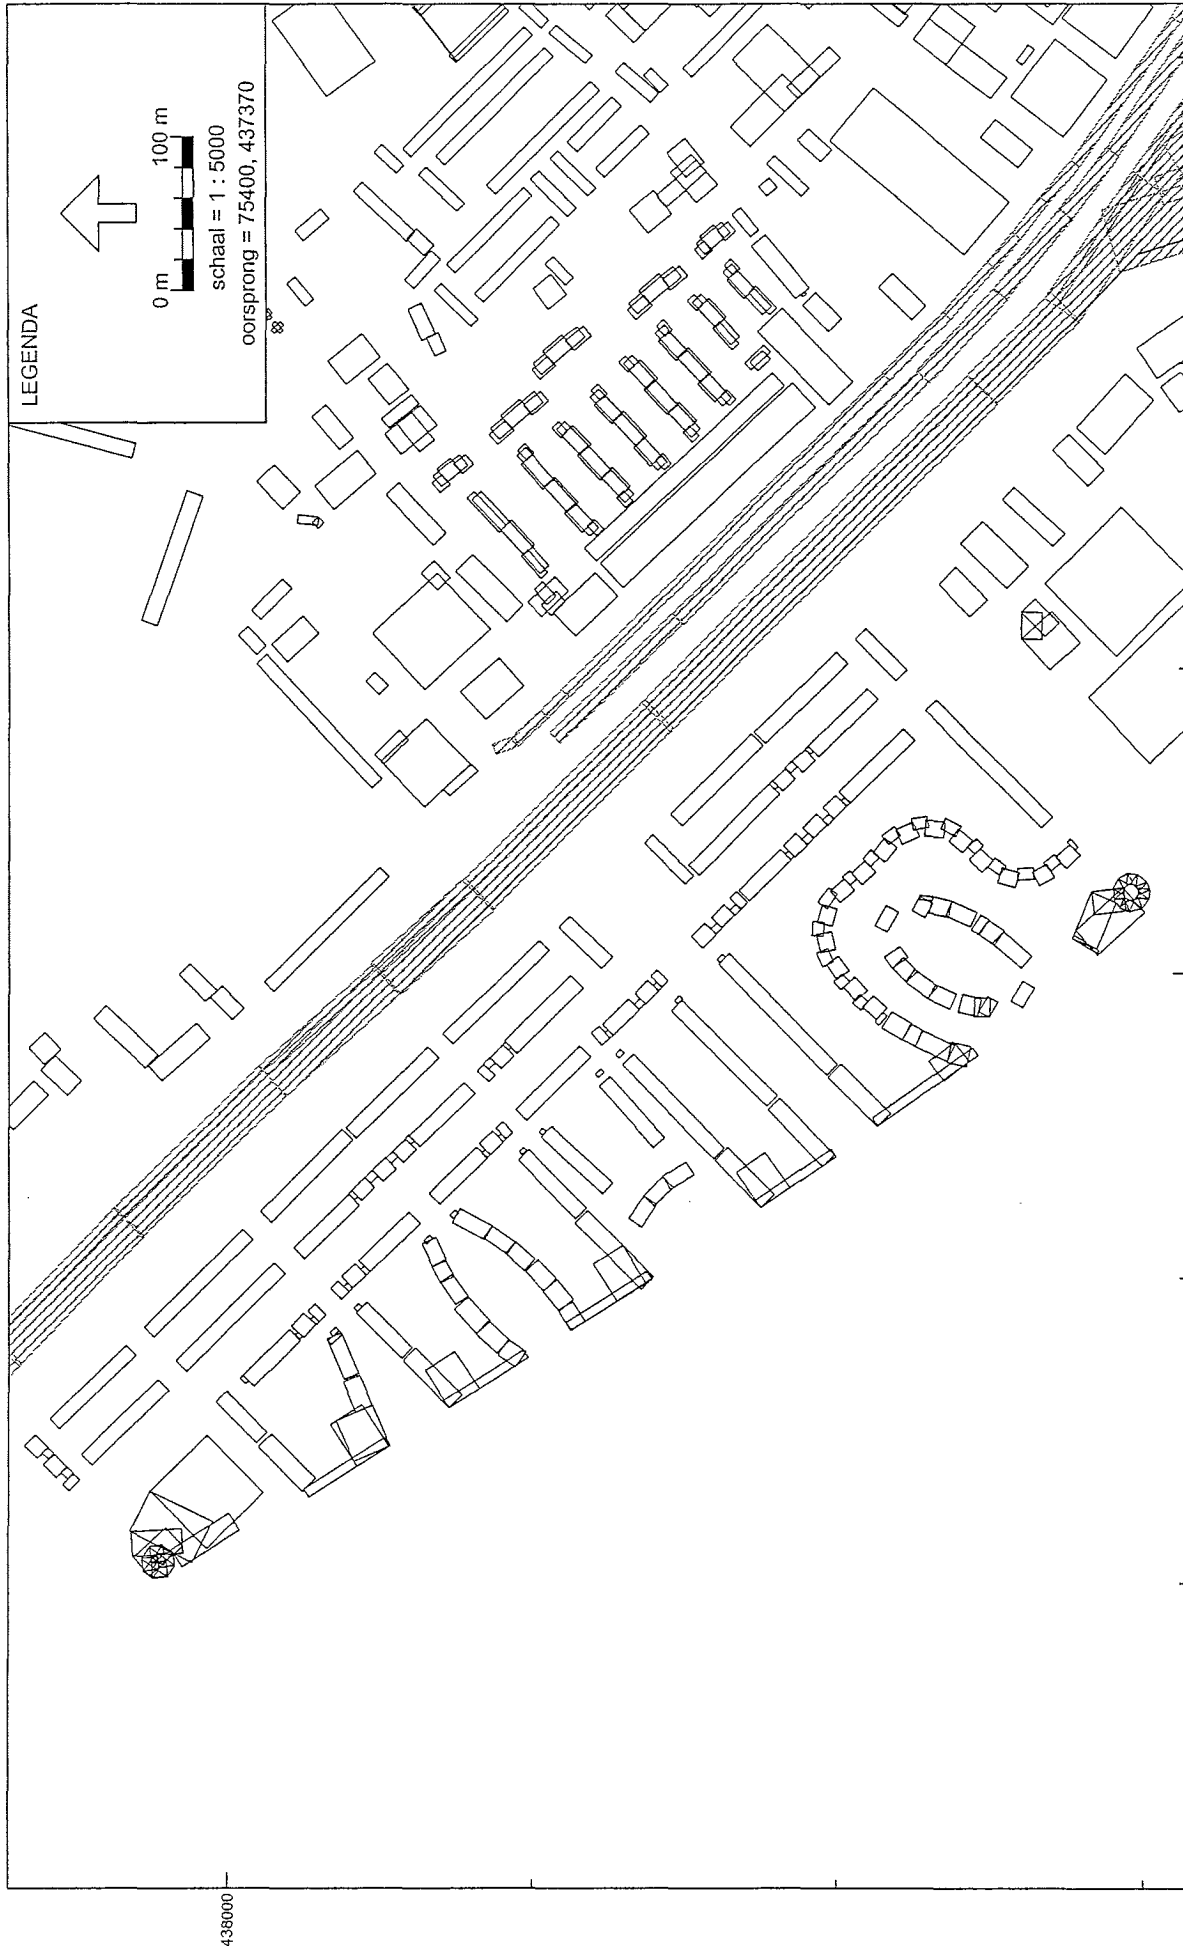 LEGENDA
0 m
100 m
schaal = 1 : 5000
oorsprong = 75400, 437370
438000